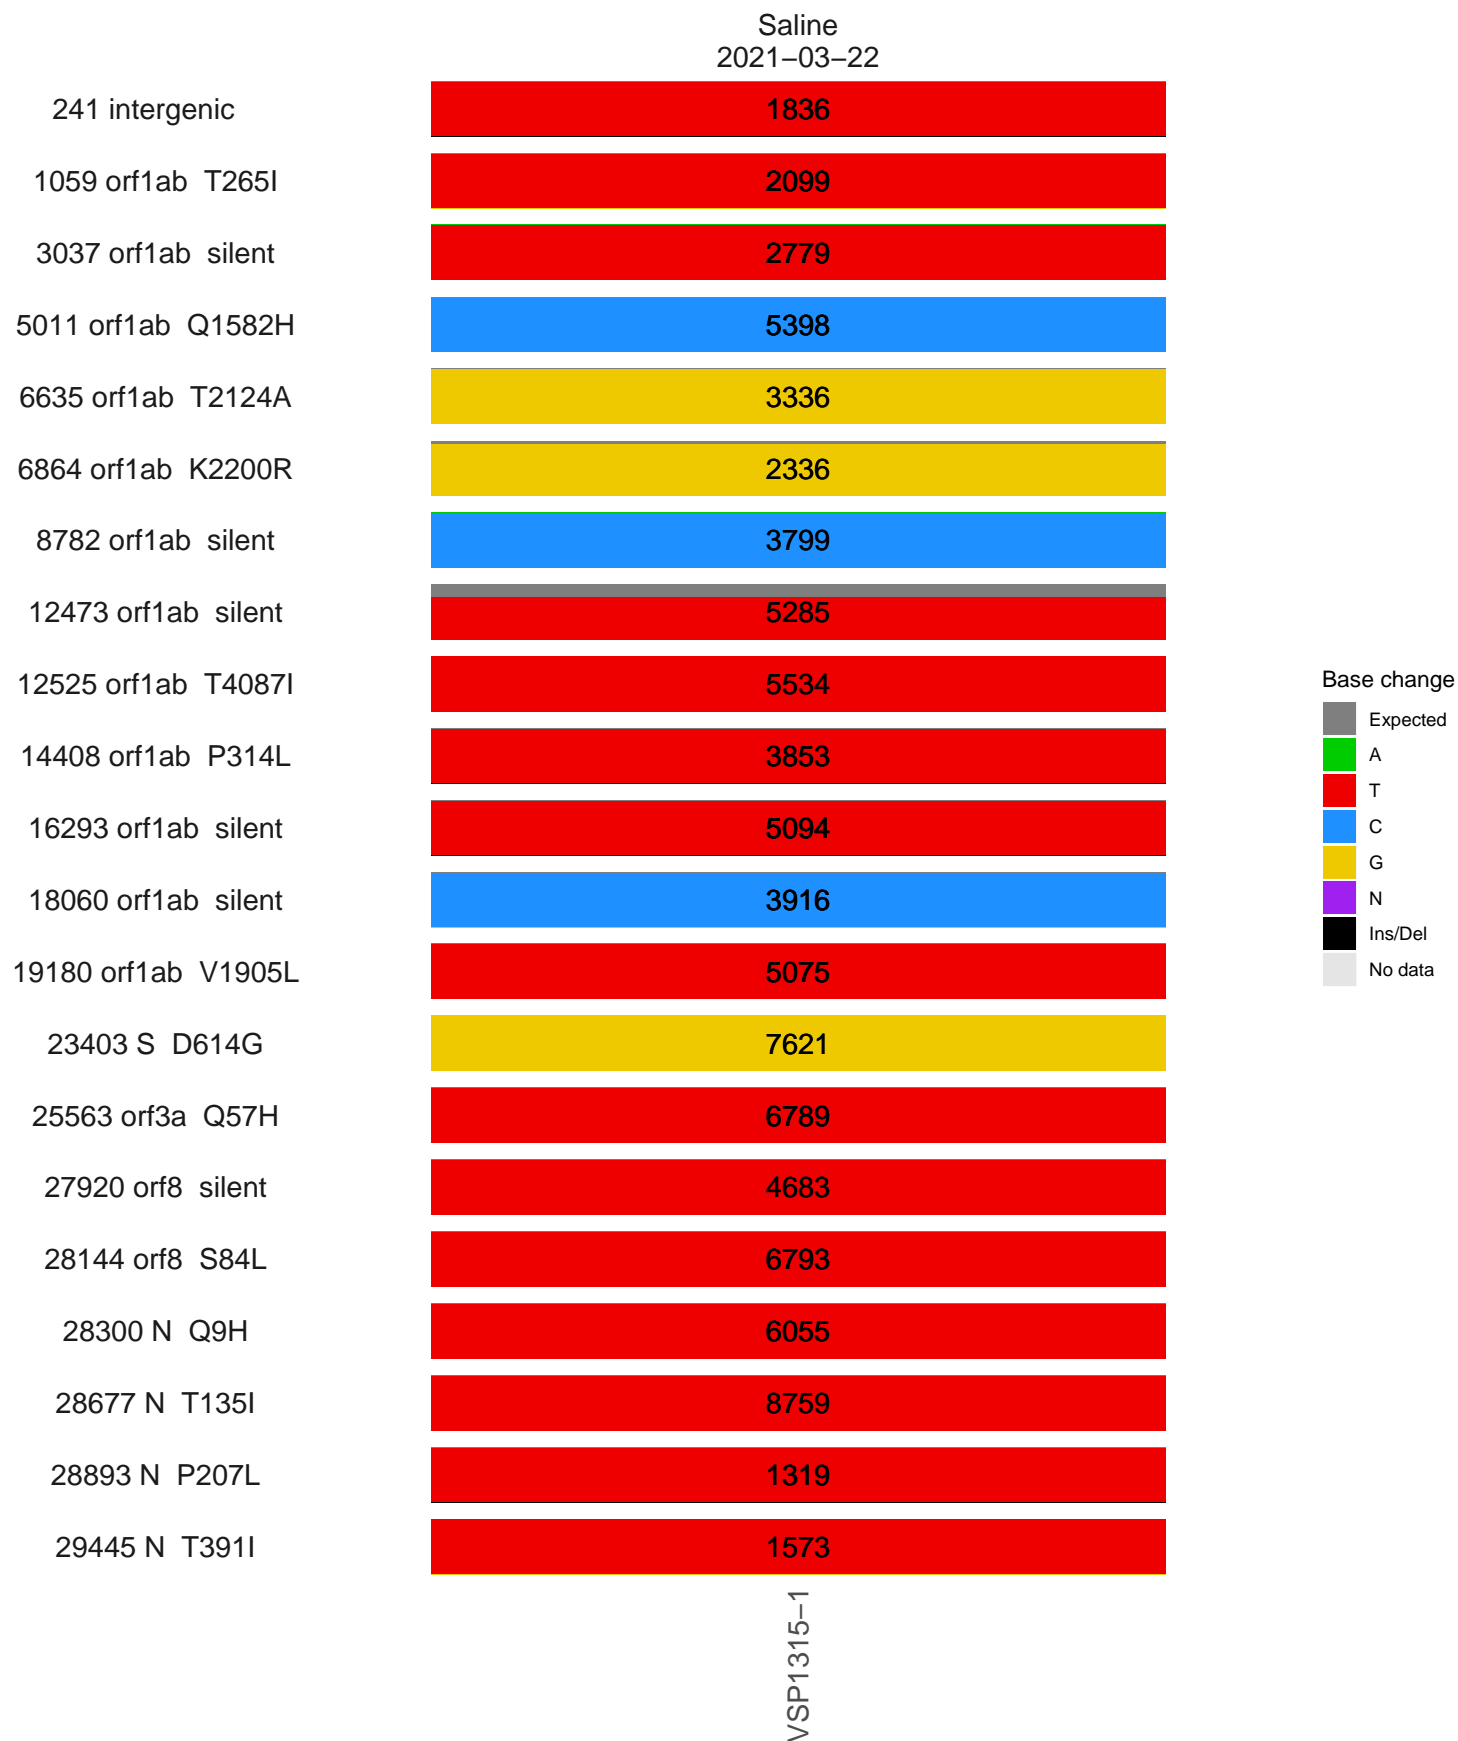 Saline
2021−03−22
241 intergenic 1836
1059 orf1ab T265I 2099
3037 orf1ab silent 2779
5011 orf1ab Q1582H 5398
6635 orf1ab T2124A 3336
6864 orf1ab K2200R 2336
8782 orf1ab silent 3799
12473 orf1ab silent 5285
12525 orf1ab T4087I 5534
14408 orf1ab P314L 3853
16293 orf1ab silent 5094
18060 orf1ab silent 3916
19180 orf1ab V1905L 5075
23403 S D614G 7621
25563 orf3a Q57H 6789
27920 orf8 silent 4683
28144 orf8 S84L 6793
28300 N Q9H 6055
28677 N T135I 8759
28893 N P207L 1319
29445 N T391I 1573
VSP1315−1
Base change
Expected
A
T
C
G
N
Ins/Del
No data